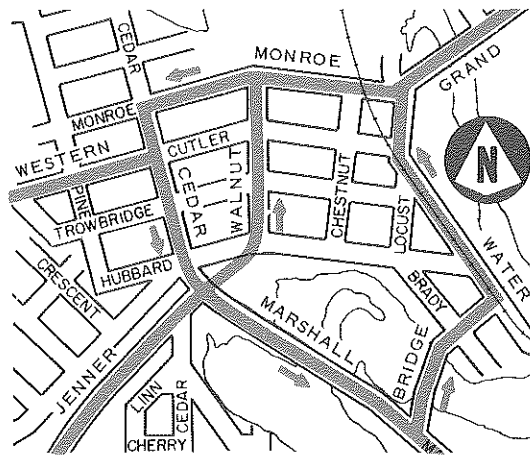 CEDAR
MONROE
GRAND
MONROE
WESTERN
CUTLER
CEDAR
WALNUT
CHESTNUT
LOCUST
N
WATER
PINE
TROWBRIDGE
HUBBARD
CRESCENT
BRADY
MARSHALL
BRIDGE
JENNER
LINN
CEDAR
CHERRY